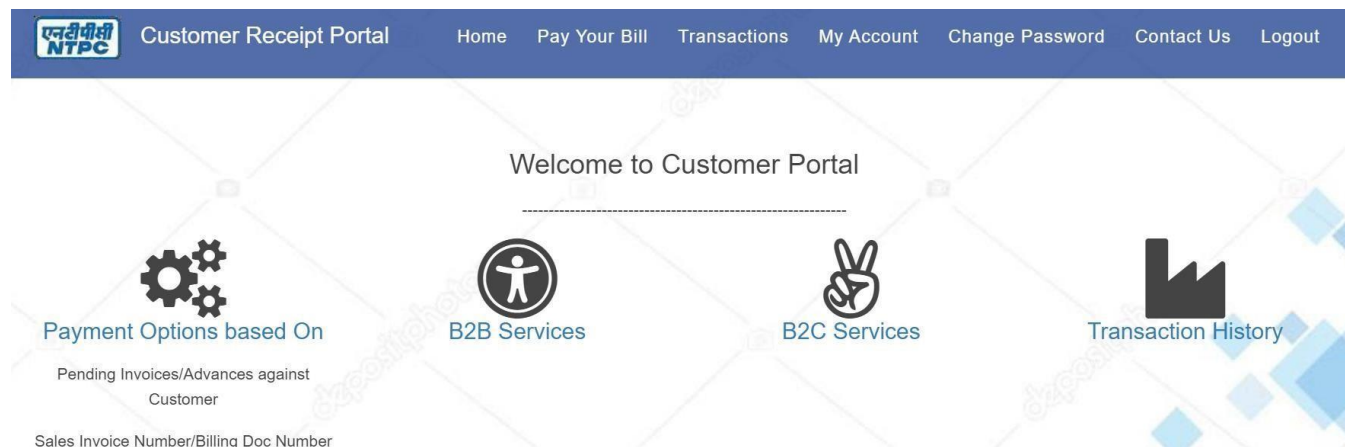 एनटीपीसी
NTPC
Customer Receipt Portal
Home Pay Your Bill Transactions My Account Change Password Contact Us Logout
Welcome to Customer Portal
------------------------------------------------------------
Payment Options based On
B2B Services
B2C Services
Transaction History
Pending Invoices/Advances against
Customer
Sales Invoice Number/Billing Doc Number
depositphotos